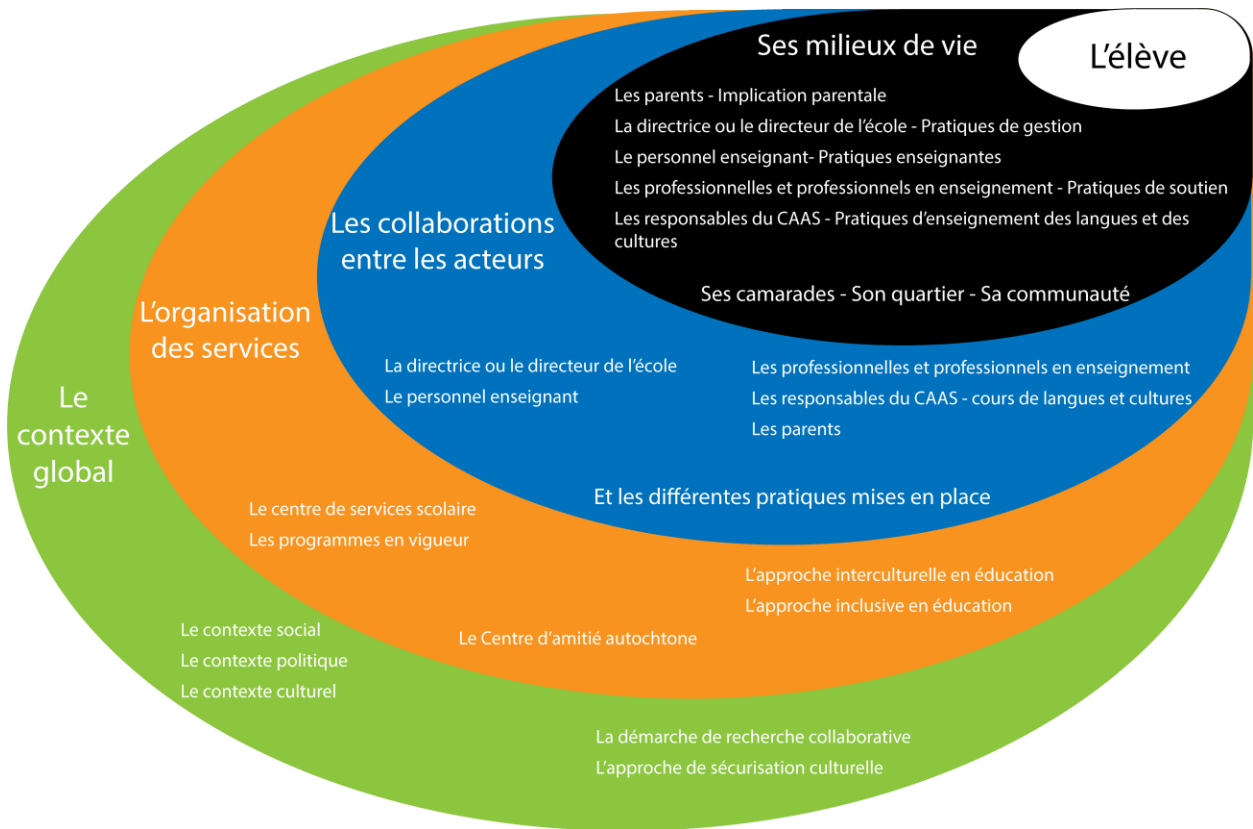 L'élève
Ses milieux de vie
Les parents - Implication parentale
La directrice ou le directeur de l'école - Pratiques de gestion
Le personnel enseignant- Pratiques enseignantes
Les professionnelles et professionnels en enseignement - Pratiques de soutien
Les responsables du CAAS - Pratiques d'enseignement des langues et des
cultures
Ses camarades - Son quartier - Sa communauté
Les collaborations
entre les acteurs
La directrice ou le directeur de l'école
Le personnel enseignant
Les professionnelles et professionnels en enseignement
Les responsables du CAAS - cours de langues et cultures
Les parents
Et les différentes pratiques mises en place
L'organisation
des services
Le centre de services scolaire
Les programmes en vigueur
L'approche interculturelle en éducation
L'approche inclusive en éducation
Le Centre d'amitié autochtone
Le
contexte
global
Le contexte social
Le contexte politique
Le contexte culturel
La démarche de recherche collaborative
L'approche de sécurisation culturelle